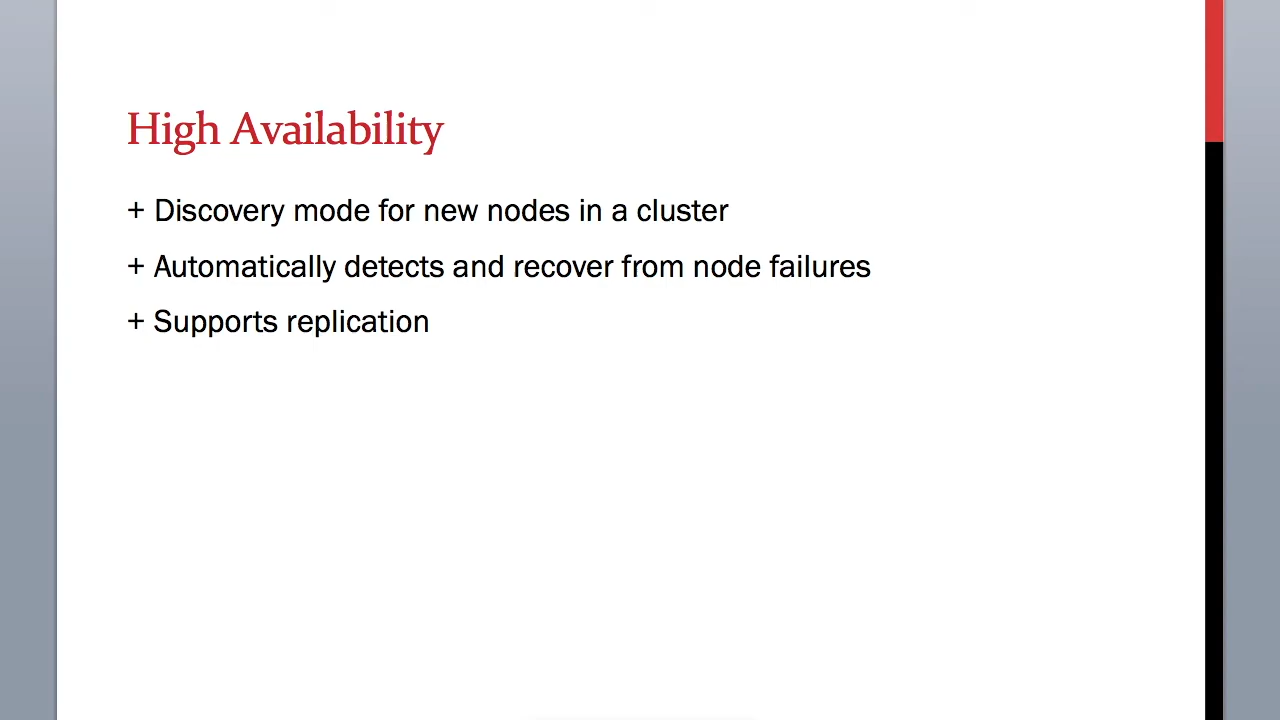 High Availability
+ Discovery mode for new nodes in a cluster
+ Automatically detects and recover from node failures
+ Supports replication